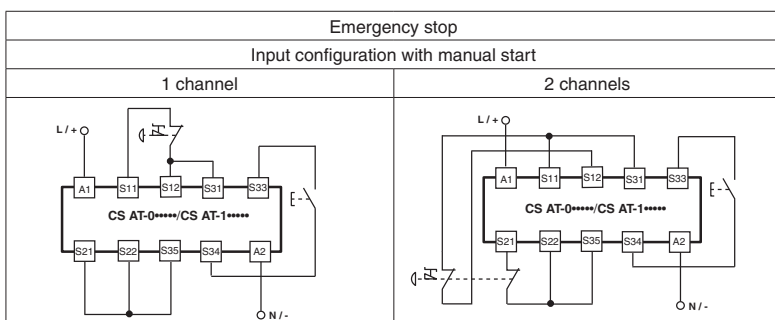 Emergency stop
Input configuration with manual start
1 channel
2 channels
L / +
A1 S11 S12 S31 S33
CS AT-0•••••/CS AT-1•••••
S21 S22 S35 S34 A2
N / -
L / +
A1 S11 S12 S31 S33
CS AT-0•••••/CS AT-1•••••
S21 S22 S35 S34 A2
N / -